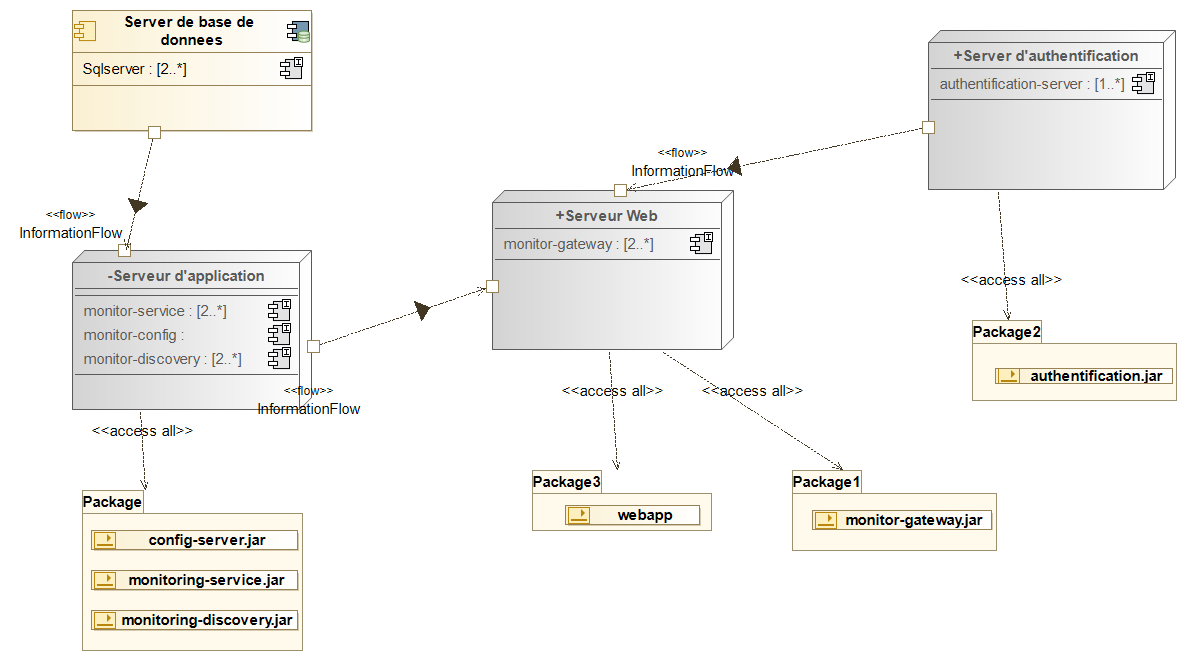 Server de base de
donnees
Sqlserver : [2..*]
+Server d'authentification
authentification-server : [1..*]
<<flow>>
InformationFlow
<<flow>>
InformationFlow
+Serveur Web
monitor-gateway : [2..*]
-Serveur d'application
monitor-service : [2..*]
monitor-config :
monitor-discovery : [2..*]
<<flow>>
InformationFlow
<<access all>>
<<access all>>
<<access all>>
<<access all>>
Package2
authentification.jar
Package3
webapp
Package1
monitor-gateway.jar
Package
config-server.jar
monitoring-service.jar
monitoring-discovery.jar